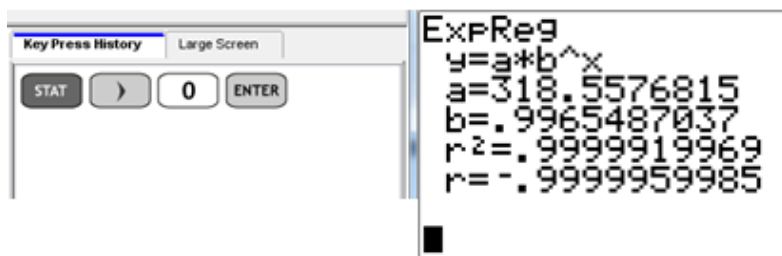 Key Press History Large Screen
STAT ) 0 ENTER
ExpReg
y=a*b^x
a=318.5576815
b=.9965487037
r²=.9999919969
r=-.9999959985